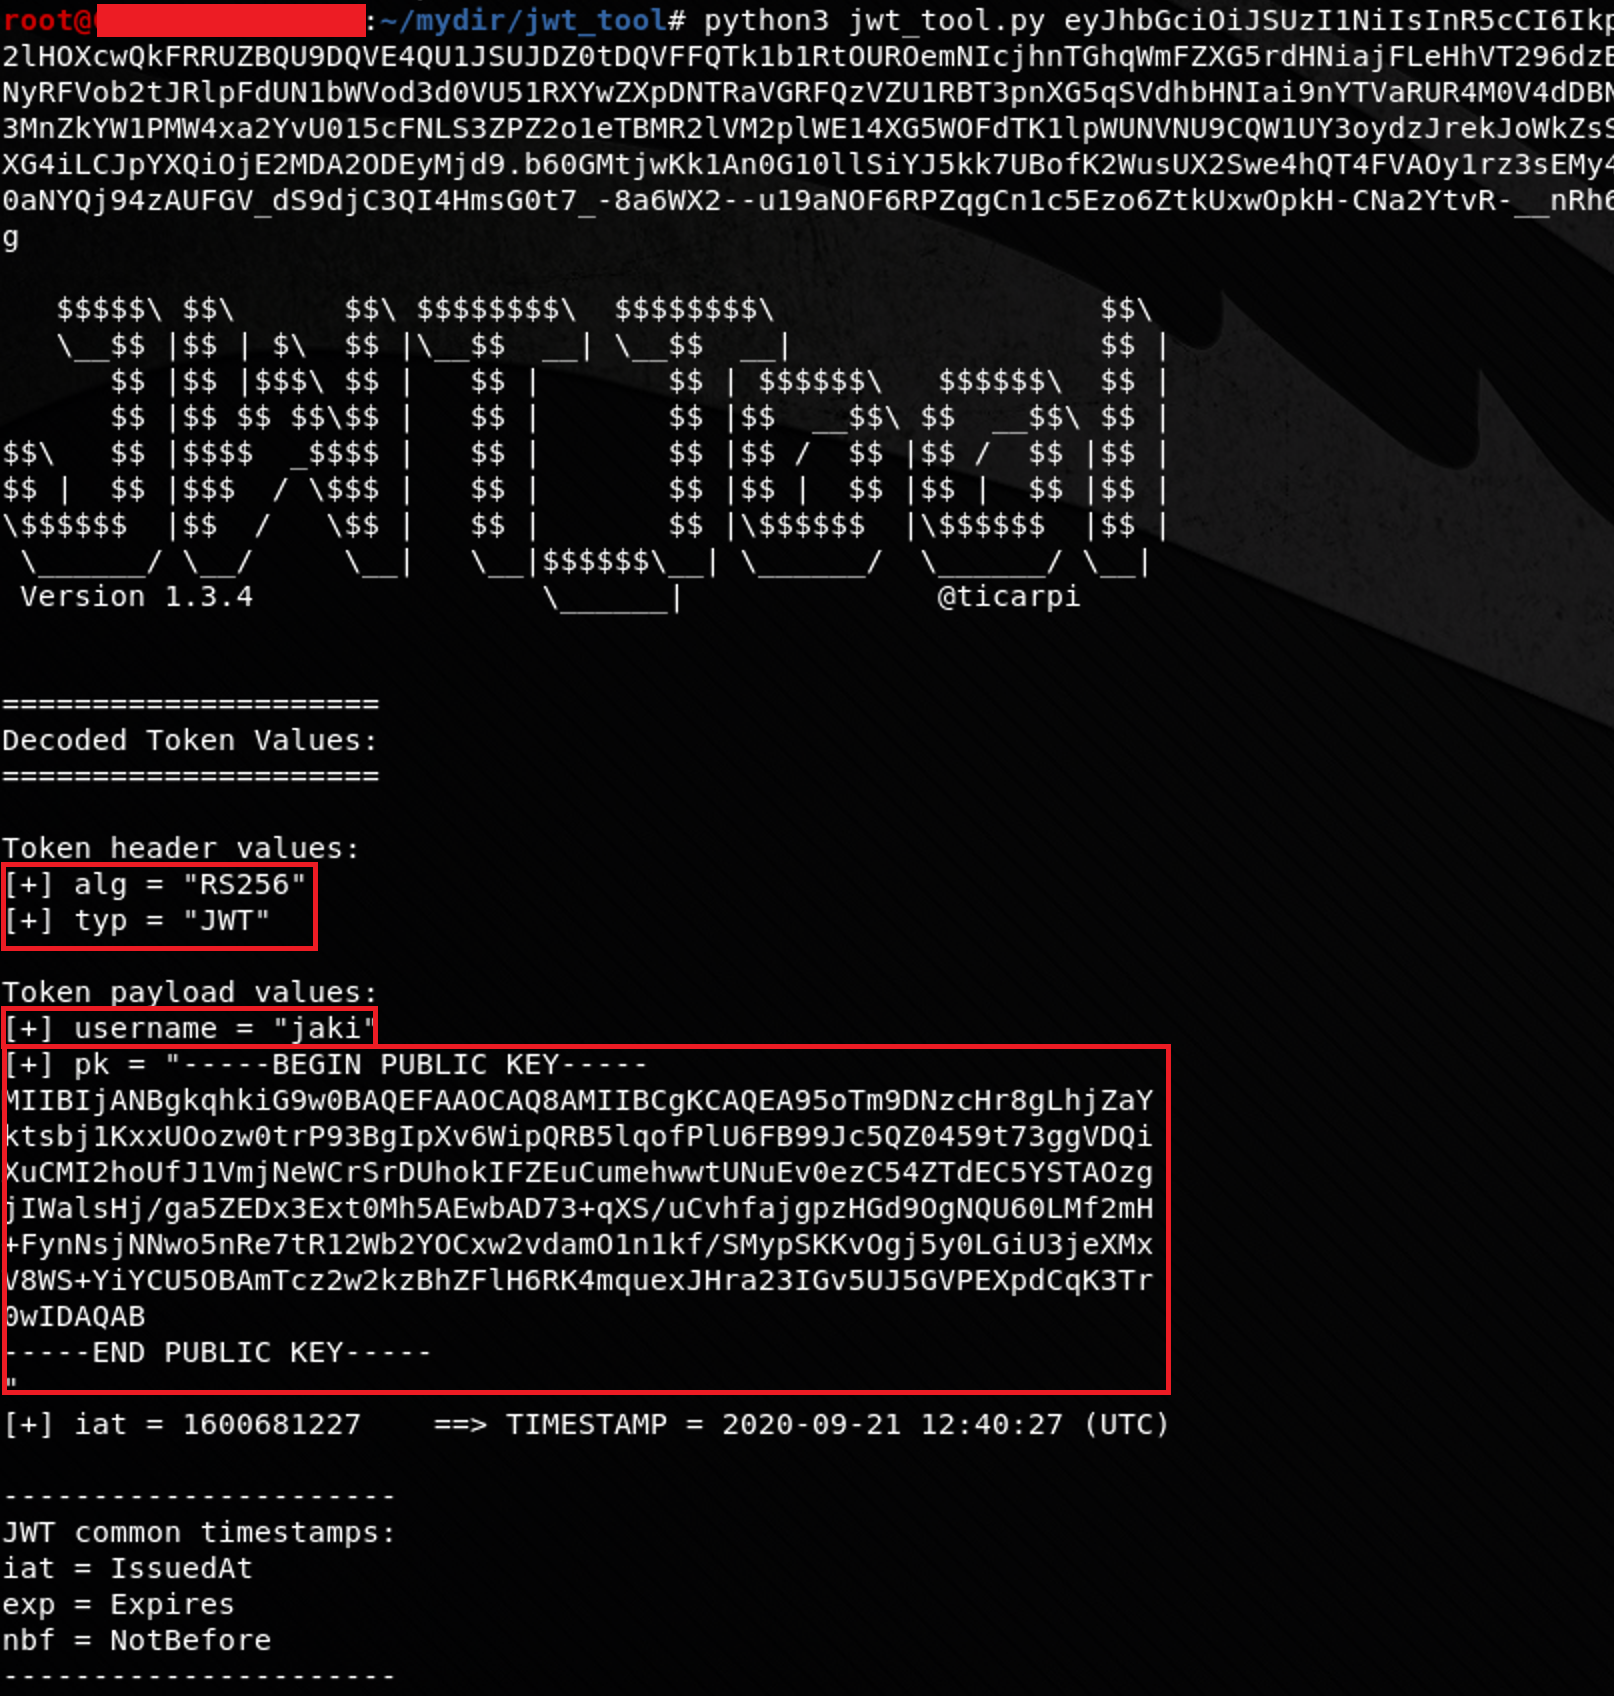 root@:~/mydir/jwt_tool# python3 jwt_tool.py eyJhbGciOiJSUzI1NiIsInR5cCI6Ikp
2lHOXcwQkFRRUZBQU9DQVE4QU1JSUJDZ0tDQVFFQTk1b1RtOUROemNIcjhnTGhqWmFZXG5rdHNiajFLeHhVT296dzB
NyRFVob2tJRlpFdUN1bWVod3d0VU51RXYwZXpDNTRaVGRFQzVZU1RBT3pnXG5qSVdhbHNIai9nYTVaRUR4M0V4dDBN
3MnZkYW1PMW4xa2YvU015cFNLS3ZPZ2o1eTBMR2lVM2plWE14XG5WOFdTK1lpWUNVNU9CQW1UY3oydzJrekJoWkZsS
XG4iLCJpYXQiOjE2MDA2ODEyMjd9.b60GMtjwKk1An0G10llSiYJ5kk7UBofK2WusUX2Swe4hQT4FVAOy1rz3sEMy4
0aNYQj94zAUFGV_dS9djC3QI4HmsG0t7_-8a6WX2--u19aNOF6RPZqgCn1c5Ezo6ZtkUxwOpkH-CNa2YtvR-__nRh6
g
$$$$$\ $$\      $$\ $$$$$$$$\  $$$$$$$$\                  $$\
\__$$ |$$ | $\  $$ |\__$$  __| \__$$  __|                 $$ |
$$ |$$ |$$$\ $$ |   $$ |       $$ | $$$$$$\   $$$$$$\  $$ |
$$ |$$ $$ $$\$$ |   $$ |       $$ |$$  __$$\ $$  __$$\ $$ |
$$\   $$ |$$$$  _$$$$ |   $$ |       $$ |$$ /  $$ |$$ /  $$ |$$ |
$$ |  $$ |$$$  / \$$$ |   $$ |       $$ |$$ |  $$ |$$ |  $$ |$$ |
\$$$$$$  |$$  /   \$$ |   $$ |       $$ |\$$$$$$  |\$$$$$$  |$$ |
\______/ \__/     \__|   \__|$$$$$$\__| \______/  \______/ \__|
Version 1.3.4                \______|              @ticarpi
=====================
Decoded Token Values:
=====================
Token header values:
[+] alg = "RS256"
[+] typ = "JWT"
Token payload values:
[+] username = "jaki"
[+] pk = "-----BEGIN PUBLIC KEY-----
MIIBIjANBgkqhkiG9w0BAQEFAAOCAQ8AMIIBCgKCAQEA95oTm9DNzcHr8gLhjZaY
ktsbj1KxxUOozw0trP93BgIpXv6WipQRB5lqofPlU6FB99Jc5QZ0459t73ggVDQi
XuCMI2hoUfJ1VmjNeWCrSrDUhokIFZEuCumehwwtUNuEv0ezC54ZTdEC5YSTAOzg
jIWalsHj/ga5ZEDx3Ext0Mh5AEwbAD73+qXS/uCvhfajgpzHGd9OgNQU60LMf2mH
+FynNsjNNwo5nRe7tR12Wb2YOCxw2vdamO1n1kf/SMypSKKvOgj5y0LGiU3jeXMx
V8WS+YiYCU5OBAmTcz2w2kzBhZFlH6RK4mquexJHra23IGv5UJ5GVPEXpdCqK3Tr
0wIDAQAB
-----END PUBLIC KEY-----
"
[+] iat = 1600681227    ==> TIMESTAMP = 2020-09-21 12:40:27 (UTC)
----------------------
JWT common timestamps:
iat = IssuedAt
exp = Expires
nbf = NotBefore
----------------------